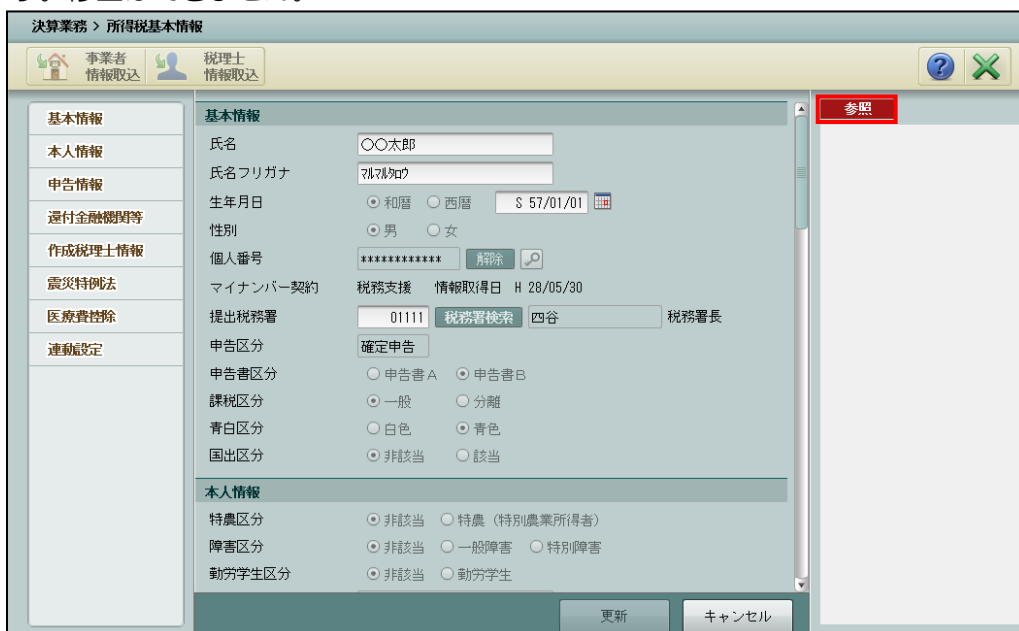 決算業務 > 所得税基本情報
事業者
情報取込
税理士
情報取込
基本情報
本人情報
申告情報
還付金融機関等
作成税理士情報
震災特例法
医療費控除
連動設定
基本情報
氏名 〇〇太郎
氏名フリガナ ﾏﾙﾏﾙﾀﾛｳ
生年月日 和暦 西暦 S 57/01/01
性別 男 女
個人番号 ************ 解除
マイナンバー契約 税務支援 情報取得日 H 28/05/30
提出税務署 01111 税務署検索 四谷 税務署長
申告区分 確定申告
申告書区分 申告書A 申告書B
課税区分 一般 分離
青白区分 白色 青色
国出区分 非該当 該当
本人情報
特農区分 非該当 特農（特別農業所得者）
障害区分 非該当 一般障害 特別障害
勤労学生区分 非該当 勤労学生
更新 キャンセル
参照